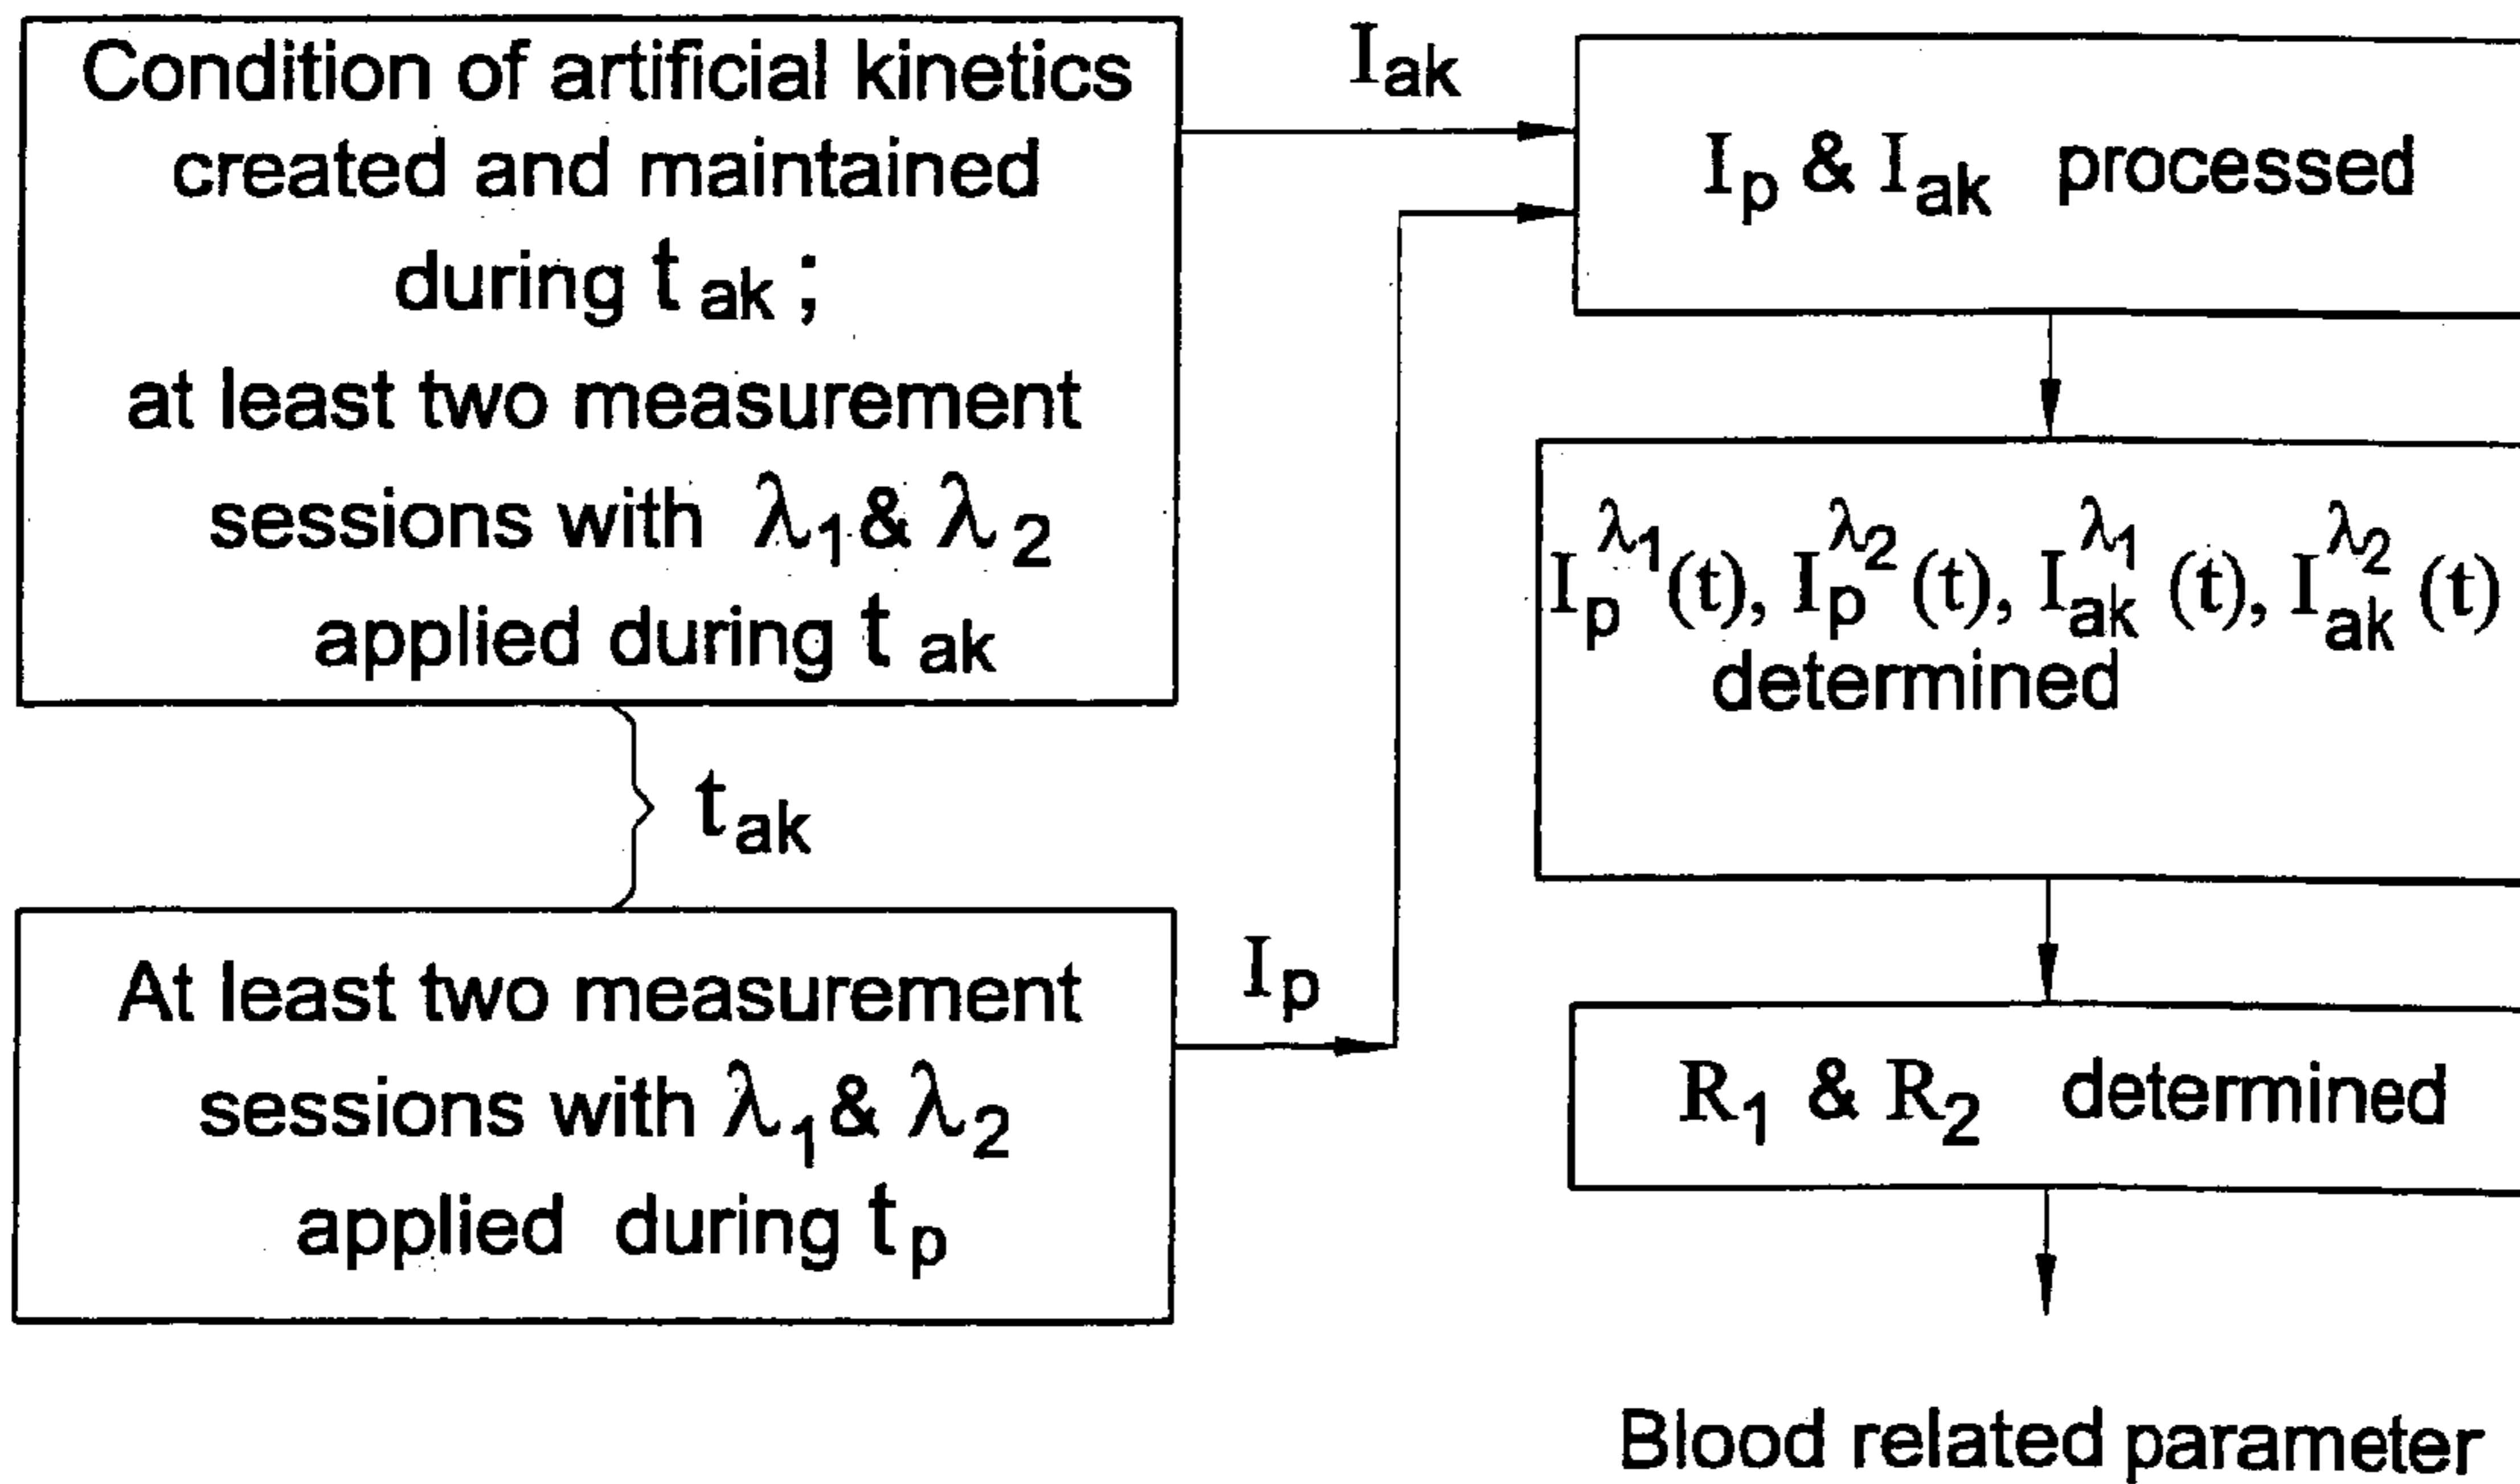 Condition of artificial kinetics
created and maintained
during t ak ;
at least two measurement
sessions with λ1 & λ2
applied during t ak
tak
At least two measurement
sessions with λ1 & λ2
applied during tp
Iak
Ip
Ip & Iak processed
Ip^λ1(t), Ip^λ2(t), Iak^λ1(t), Iak^λ2(t)
determined
R1 & R2 determined
Blood related parameter